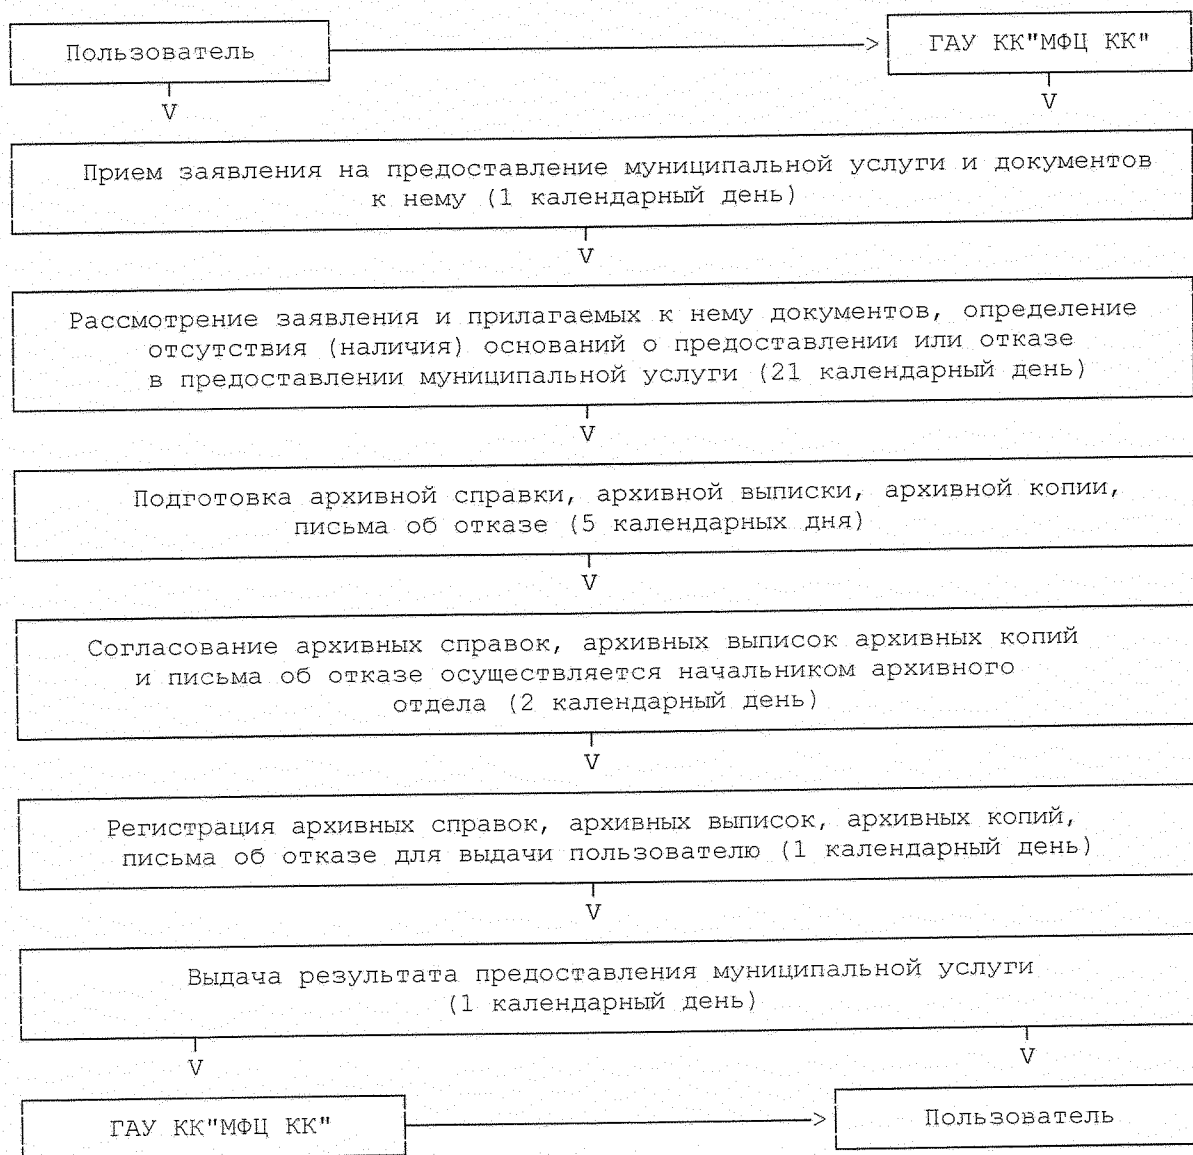 Пользователь
ГАУ КК"МФЦ КК"
Прием заявления на предоставление муниципальной услуги и документов
к нему (1 календарный день)
Рассмотрение заявления и прилагаемых к нему документов, определение
отсутствия (наличия) оснований о предоставлении или отказе
в предоставлении муниципальной услуги (21 календарный день)
Подготовка архивной справки, архивной выписки, архивной копии,
письма об отказе (5 календарных дня)
Согласование архивных справок, архивных выписок архивных копий
и письма об отказе осуществляется начальником архивного
отдела (2 календарный день)
Регистрация архивных справок, архивных выписок, архивных копий,
письма об отказе для выдачи пользователю (1 календарный день)
Выдача результата предоставления муниципальной услуги
(1 календарный день)
ГАУ КК"МФЦ КК"
Пользователь